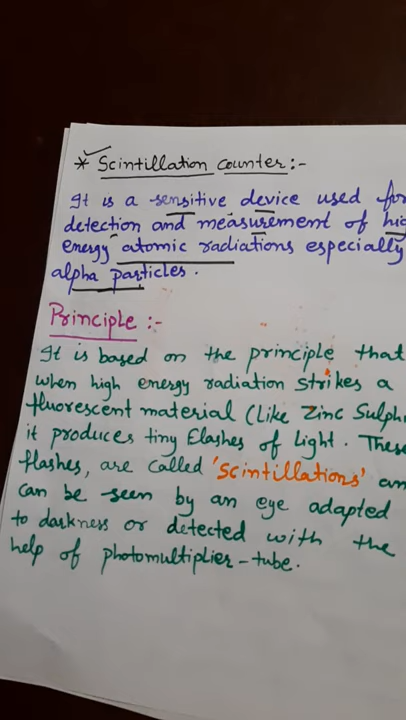 * Scintillation counter:-
It is a sensitive device used for
detection and measurement of
energy atomic radiations especially
alpha particles.
Principle :-
It is based on the principle that
when high energy radiation strikes a
fluorescent material (Like Zinc
it produces tiny flashes of Light. These
flashes, are called 'scintillations'
can be seen by an eye adapted
to darkness or detected with the
help of photomultiplier-tube.